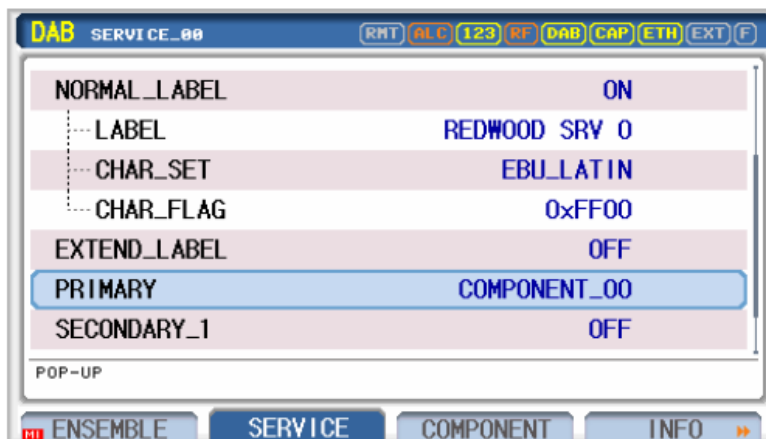 DAB SERVICE_00 RMT ALC 123 RF DAB CAP ETH EXT F
NORMAL_LABEL ON
LABEL REDWOOD SRV 0
CHAR_SET EBU_LATIN
CHAR_FLAG 0xFF00
EXTEND_LABEL OFF
PRIMARY COMPONENT_00
SECONDARY_1 OFF
POP-UP
M1 ENSEMBLE SERVICE COMPONENT INFO